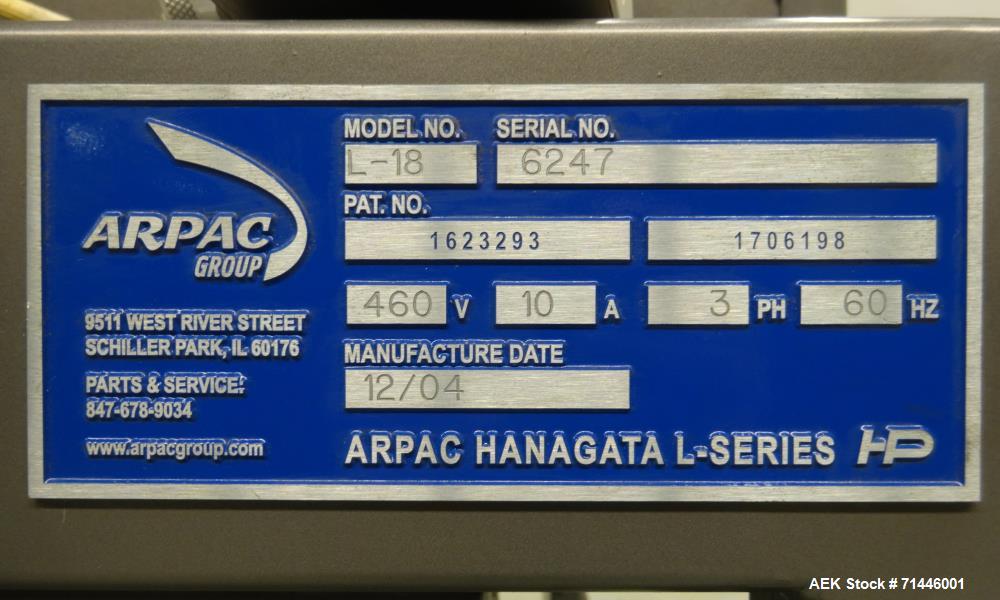 ARPAC
GROUP
9511 WEST RIVER STREET
SCHILLER PARK, IL 60176
PARTS & SERVICE:
847-678-9034
www.arpacgroup.com
MODEL NO. SERIAL NO.
L-18 6247
PAT. NO.
1623293 1706198
460 V 10 A 3 PH 60 HZ
MANUFACTURE DATE
12/04
ARPAC HANAGATA L-SERIES HP
AEK Stock # 71446001